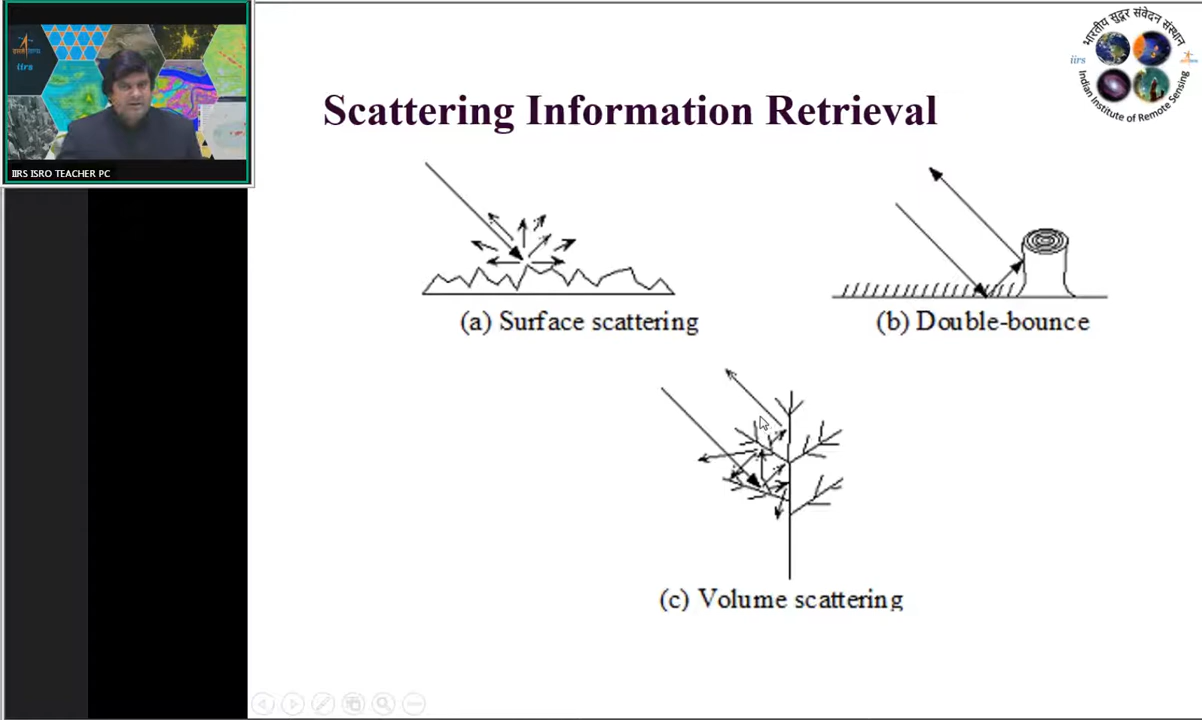 iirs
IIRS ISRO TEACHER PC
भारतीय सुदूर संवेदन संस्थान
iirs
Indian Institute of Remote Sensing
Scattering Information Retrieval
(a) Surface scattering
(b) Double-bounce
(c) Volume scattering